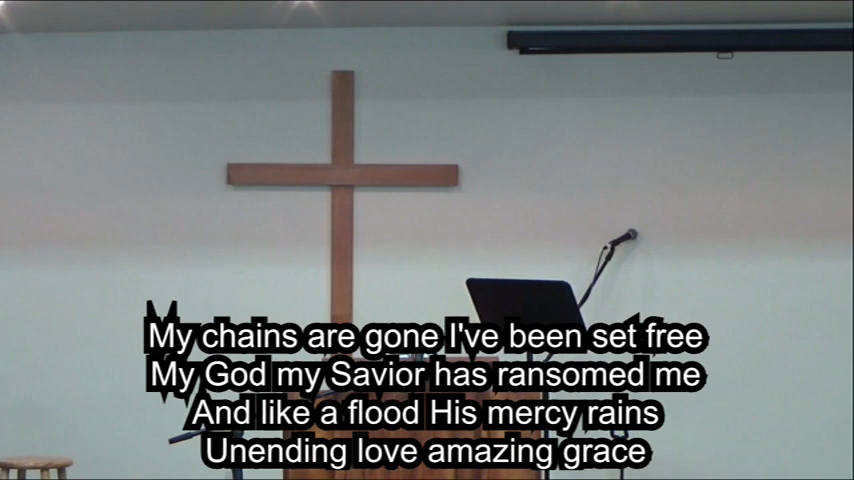 My chains are gone I've been set free
My God my Savior has ransomed me
And like a flood His mercy rains
Unending love amazing grace